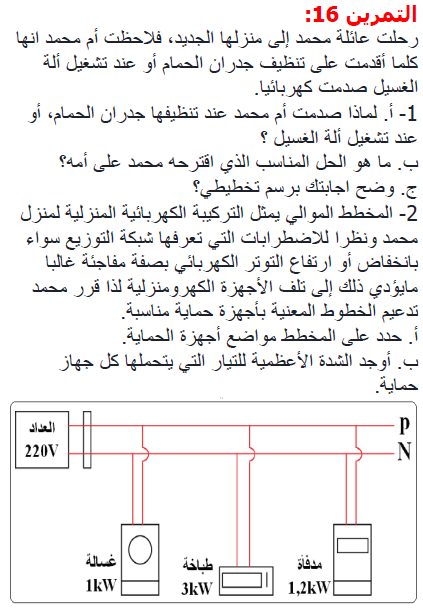 التمرين 16:
رحلت عائلة محمد إلى منزلها الجديد، فلاحظت أم محمد انها
كلما أقدمت على تنظيف جدران الحمام أو عند تشغيل ألة
الغسيل صدمت كهربائيا.
1- أ. لماذا صدمت أم محمد عند تنظيفها جدران الحمام، أو
عند تشغيل ألة الغسيل ؟
ب. ما هو الحل المناسب الذي اقترحه محمد على أمه؟
ج. وضح اجابتك برسم تخطيطي؟
2- المخطط الموالي يمثل التركيبة الكهربائية المنزلية لمنزل
محمد ونظرا للاضطرابات التي تعرفها شبكة التوزيع سواء
بانخفاض أو ارتفاع التوتر الكهربائي بصفة مفاجئة غالبا
مايؤدي ذلك إلى تلف الأجهزة الكهرومنزلية لذا قرر محمد
تدعيم الخطوط المعنية بأجهزة حماية مناسبة.
أ. حدد على المخطط مواضع أجهزة الحماية.
ب. أوجد الشدة الأعظمية للتيار التي يتحملها كل جهاز
حماية.
العداد
220V
p
N
غسالة
1kW
طباخة
3kW
مدفأة
1,2kW